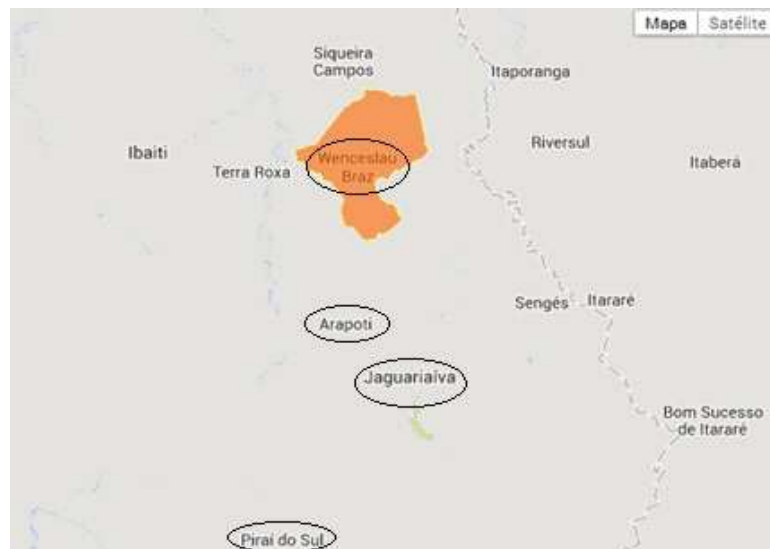 Mapa
Satélite
Siqueira
Campos
Itaporanga
Riversul
Ibaiti
Wenceslau
Braz
Itaberá
Terra Roxa
Sengés
Itararé
Arapoti
Jaguariaíva
Bom Sucesso
de Itararé
Piraí do Sul